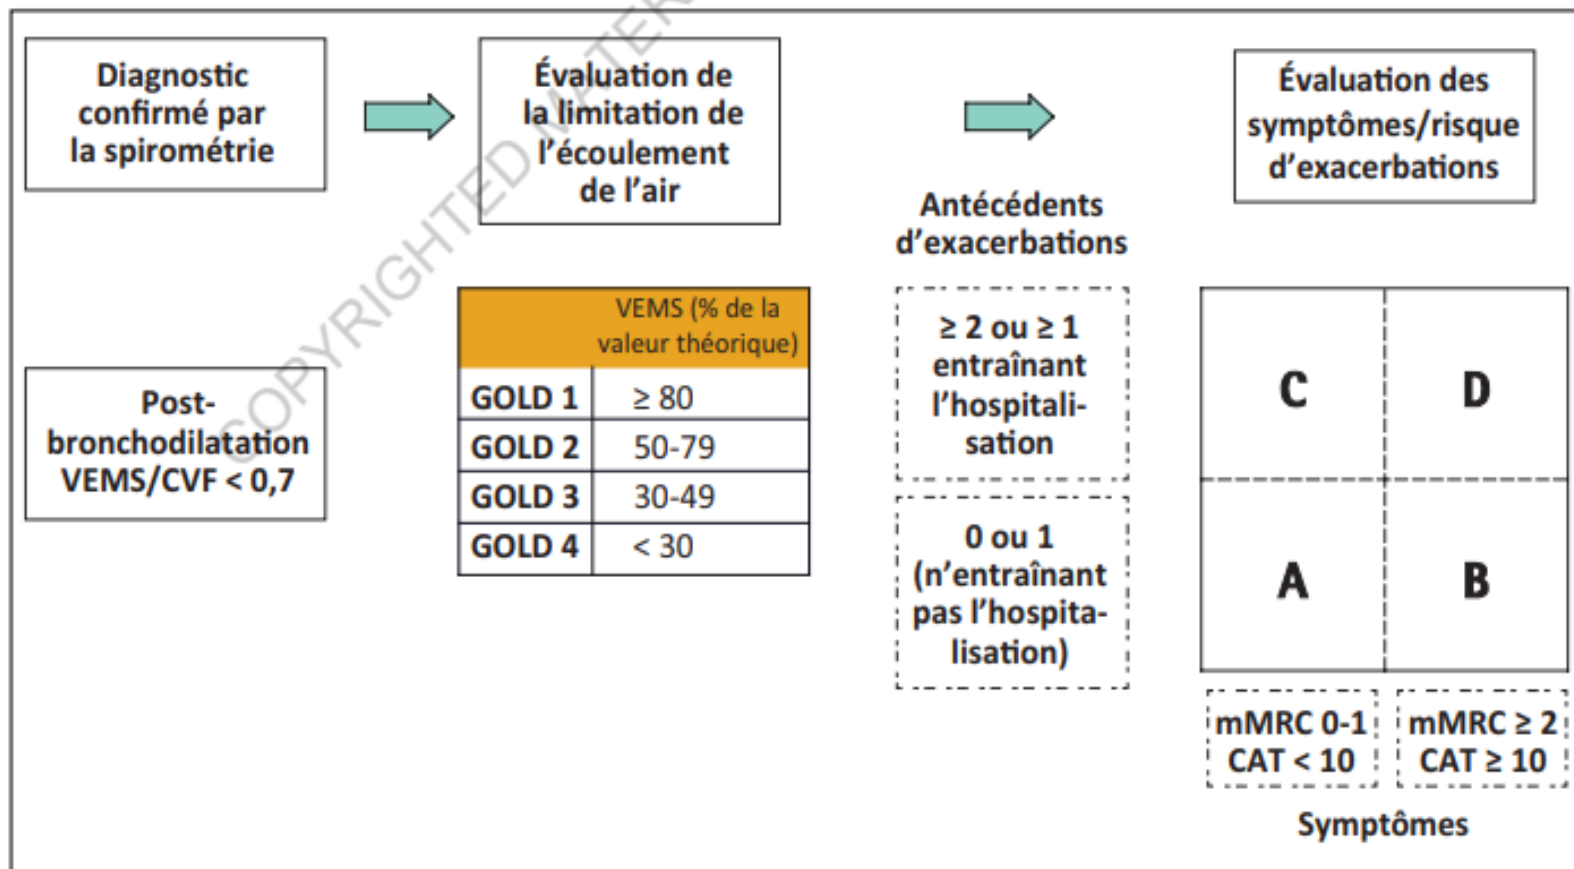 Diagnostic
confirmé par
la spirométrie
Évaluation de
la limitation de
l'écoulement
de l'air
Évaluation des
symptômes/risque
d'exacerbations
Antécédents
d'exacerbations
Post-
bronchodilatation
VEMS/CVF < 0,7
VEMS (% de la
valeur théorique)
GOLD 1 ≥ 80
GOLD 2 50-79
GOLD 3 30-49
GOLD 4 < 30
≥ 2 ou ≥ 1
entraînant
l'hospitali-
sation
0 ou 1
(n'entraînant
pas l'hospita-
lisation)
C D
A B
mMRC 0-1
CAT < 10
mMRC ≥ 2
CAT ≥ 10
Symptômes
COPYRIGHTED MATER